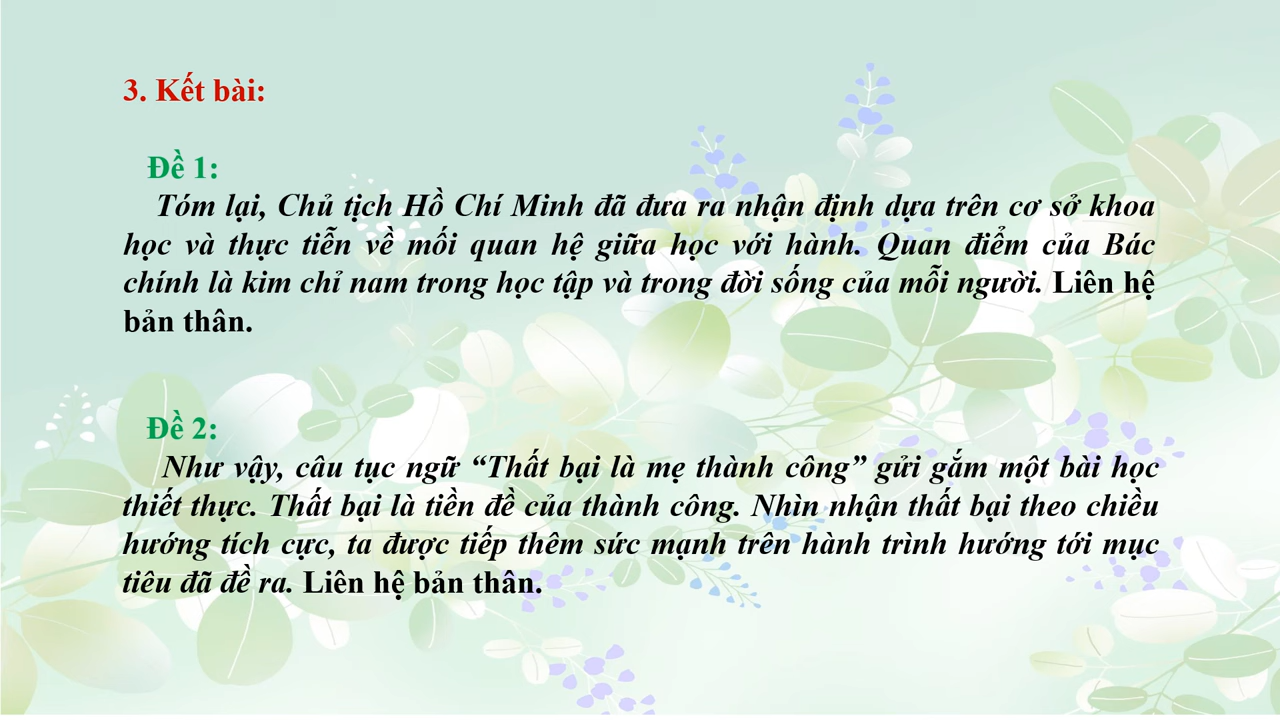 3. Kết bài:
Đề 1:
Tóm lại, Chủ tịch Hồ Chí Minh đã đưa ra nhận định dựa trên cơ sở khoa
học và thực tiễn về mối quan hệ giữa học với hành. Quan điểm của Bác
chính là kim chỉ nam trong học tập và trong đời sống của mỗi người. Liên hệ
bản thân.
Đề 2:
Như vậy, câu tục ngữ “Thất bại là mẹ thành công” gửi gắm một bài học
thiết thực. Thất bại là tiền đề của thành công. Nhìn nhận thất bại theo chiều
hướng tích cực, ta được tiếp thêm sức mạnh trên hành trình hướng tới mục
tiêu đã đề ra. Liên hệ bản thân.